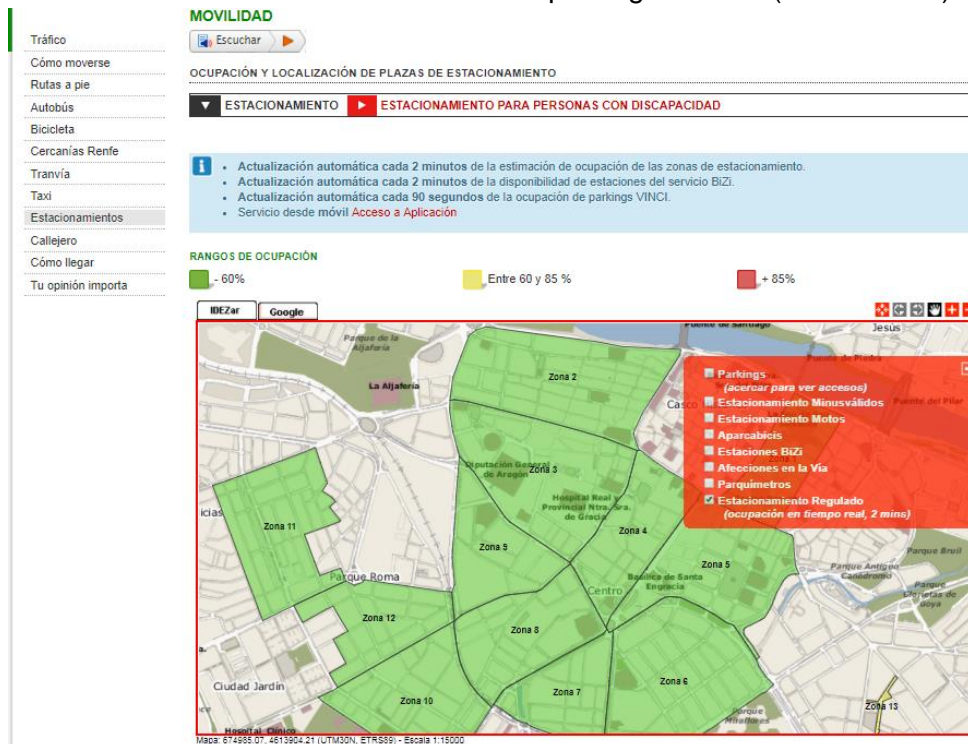 MOVILIDAD
Escuchar
Tráfico
Cómo moverse
Rutas a pie
Autobús
Bicicleta
Cercanías Renfe
Tranvía
Taxi
Estacionamientos
Callejero
Cómo llegar
Tu opinión importa
OCUPACIÓN Y LOCALIZACIÓN DE PLAZAS DE ESTACIONAMIENTO
ESTACIONAMIENTO
ESTACIONAMIENTO PARA PERSONAS CON DISCAPACIDAD
Actualización automática cada 2 minutos de la estimación de ocupación de las zonas de estacionamiento.
Actualización automática cada 2 minutos de la disponibilidad de estaciones del servicio BiZi.
Actualización automática cada 90 segundos de la ocupación de parkings VINCI.
Servicio desde móvil Acceso a Aplicación
RANGOS DE OCUPACIÓN
- 60%
Entre 60 y 85 %
+ 85%
IDEZar
Google
Jesús
Puente de Santiago
Parque de la
Aljafería
Puente de Piedra
La Aljafería
Zona 2
Parkings
(acercar para ver accesos)
Estacionamiento Minusválidos
Puente del Pilar
Estacionamiento Motos
Aparcabicis
Estaciones BiZi
Afecciones en la Vía
Parquímetros
Estacionamiento Regulado
(ocupación en tiempo real, 2 mins)
Diputación General
de Aragón
Zona 3
Hospital Real y
Provincial Ntra. Sra.
de Gracia
Zona 4
Zona 11
Zona 9
Zona 5
Parque Bruil
Parque Antiguo
Canódromo
Parque Roma
Basílica de Santa
Engracia
Centro
Parque
Glorietas de
Goya
Zona 12
Zona 8
Ciudad Jardín
Zona 10
Zona 7
Zona 6
Parque
Miraflores
Zona 13
Hospital Clínico
Mapa: 674985.07, 4613904.21 (UTM30N, ETRS89) - Escala 1:15000